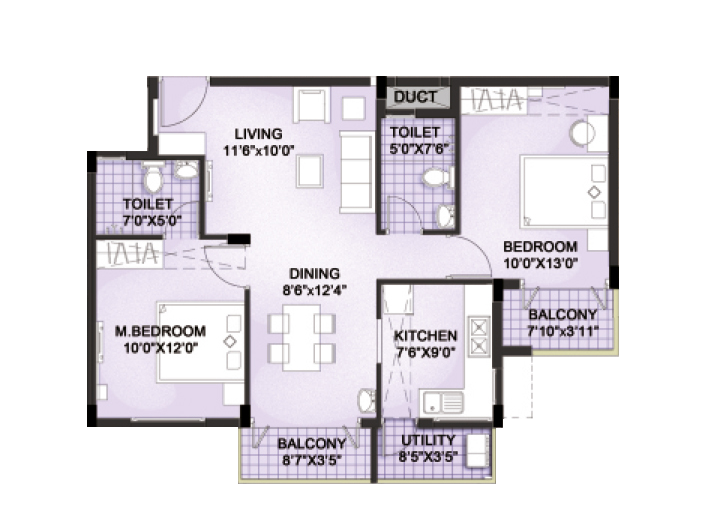 DUCT
LIVING
11'6"x10'0"
TOILET
5'0"X7'6"
TOILET
7'0"X5'0"
BEDROOM
10'0"X13'0"
DINING
8'6"x12'4"
M.BEDROOM
10'0"X12'0"
KITCHEN
7'6"X9'0"
BALCONY
7'10"x3'11"
BALCONY
8'7"X3'5"
UTILITY
8'5"X3'5"